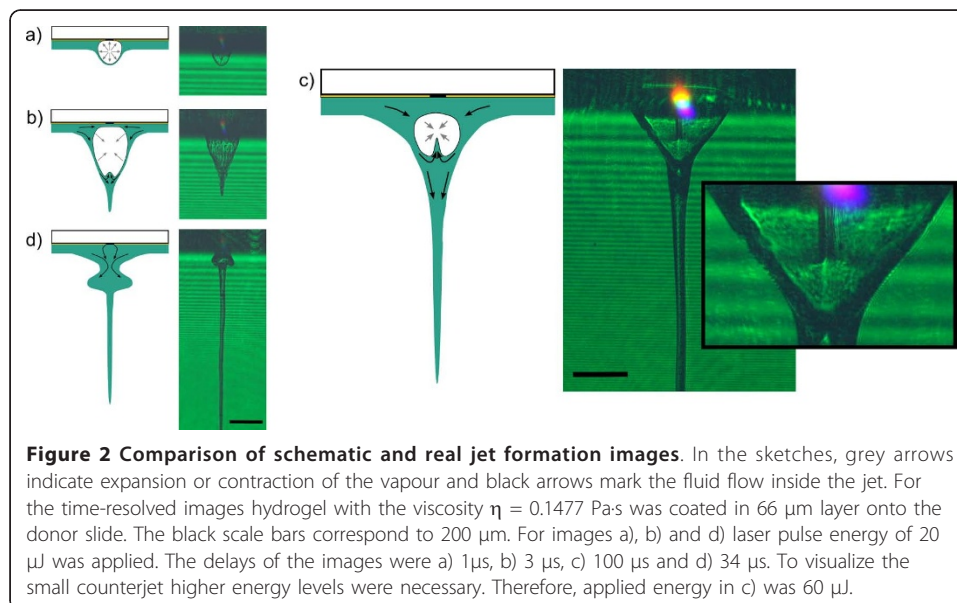 a)
b)
c)
d)
Figure 2 Comparison of schematic and real jet formation images. In the sketches, grey arrows
indicate expansion or contraction of the vapour and black arrows mark the fluid flow inside the jet. For
the time-resolved images hydrogel with the viscosity η = 0.1477 Pa·s was coated in 66 μm layer onto the
donor slide. The black scale bars correspond to 200 μm. For images a), b) and d) laser pulse energy of 20
μJ was applied. The delays of the images were a) 1μs, b) 3 μs, c) 100 μs and d) 34 μs. To visualize the
small counterjet higher energy levels were necessary. Therefore, applied energy in c) was 60 μJ.